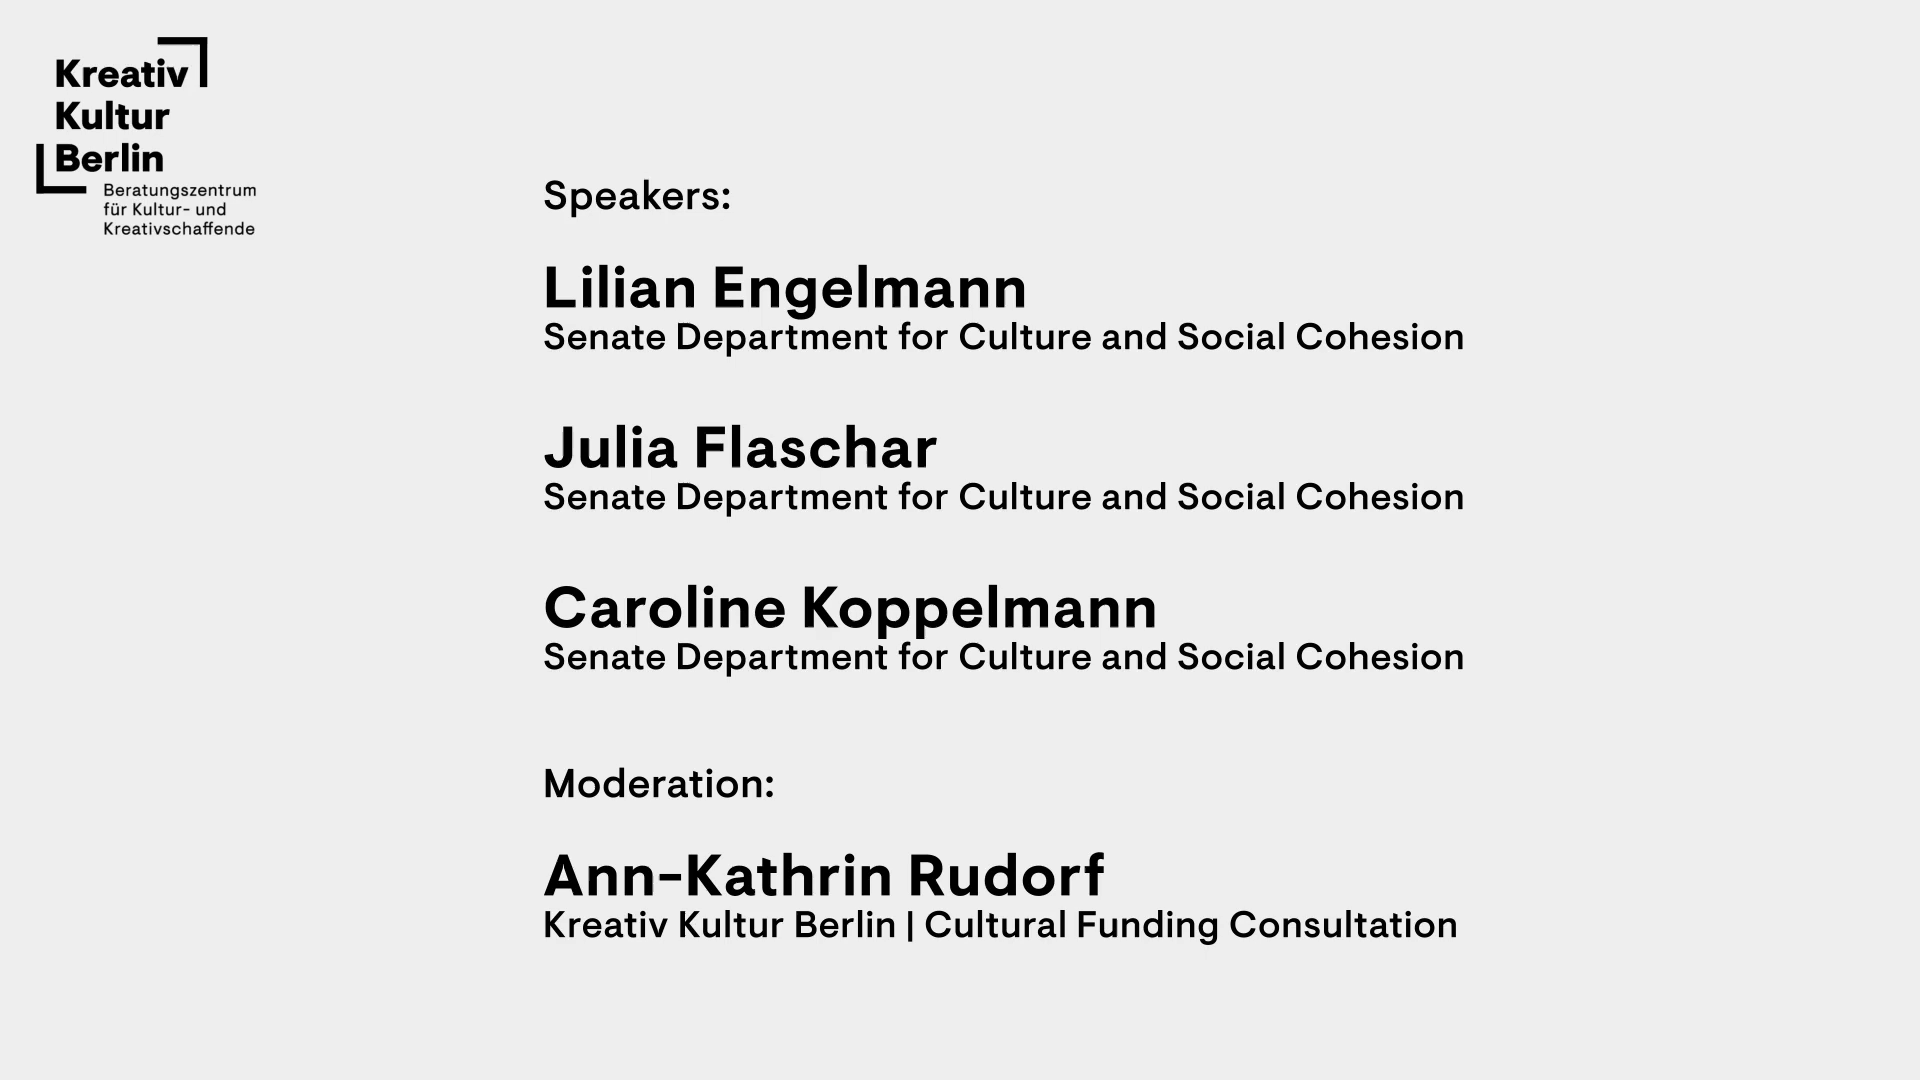 Kreativ
Kultur
Berlin
Beratungszentrum
für Kultur- und
Kreativschaffende
Speakers:
Lilian Engelmann
Senate Department for Culture and Social Cohesion
Julia Flaschar
Senate Department for Culture and Social Cohesion
Caroline Koppelmann
Senate Department for Culture and Social Cohesion
Moderation:
Ann-Kathrin Rudorf
Kreativ Kultur Berlin | Cultural Funding Consultation